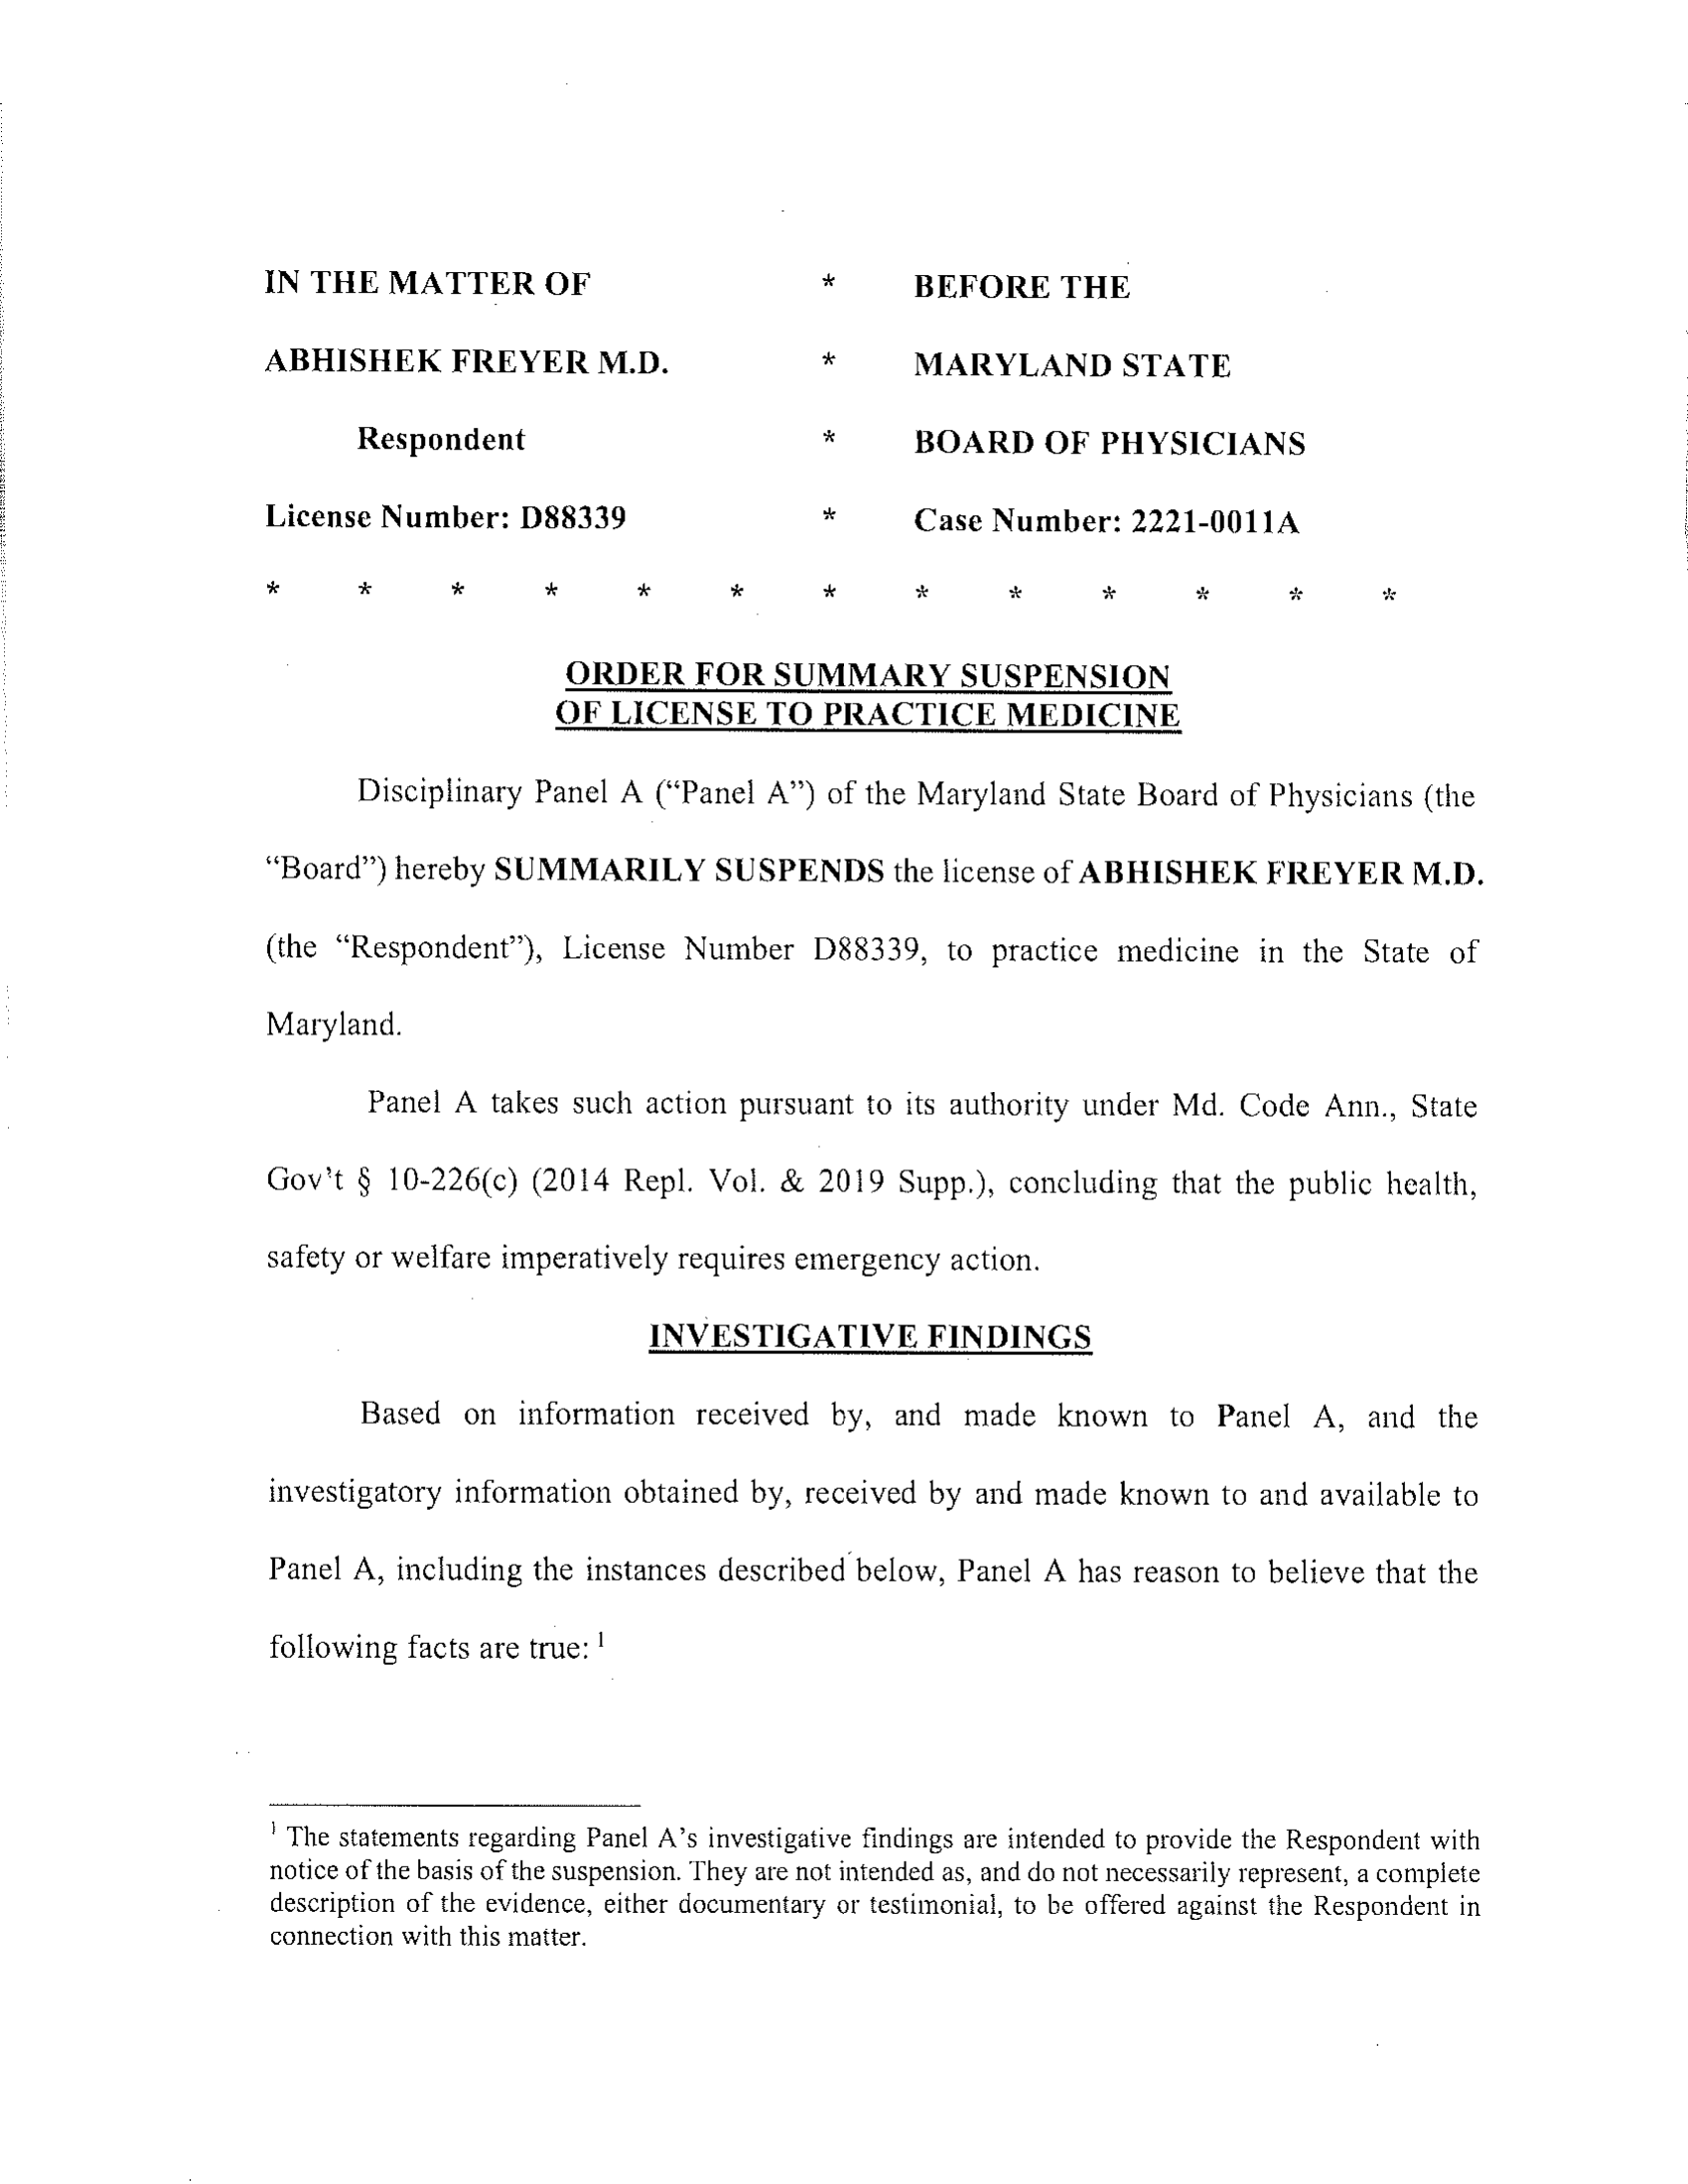 IN THE MATTER OF * BEFORE THE
ABHISHEK FREYER M.D. * MARYLAND STATE
Respondent * BOARD OF PHYSICIANS
License Number: D88339 * Case Number: 2221-0011A
* * * * * * * * * * * * *
ORDER FOR SUMMARY SUSPENSION
OF LICENSE TO PRACTICE MEDICINE
Disciplinary Panel A (“Panel A”) of the Maryland State Board of Physicians (the
“Board”) hereby SUMMARILY SUSPENDS the license of ABHISHEK FREYER M.D.
(the “Respondent”), License Number D88339, to practice medicine in the State of
Maryland.
Panel A takes such action pursuant to its authority under Md. Code Ann., State
Gov’t § 10-226(c) (2014 Repl. Vol. & 2019 Supp.), concluding that the public health,
safety or welfare imperatively requires emergency action.
INVESTIGATIVE FINDINGS
Based on information received by, and made known to Panel A, and the
investigatory information obtained by, received by and made known to and available to
Panel A, including the instances described below, Panel A has reason to believe that the
following facts are true: 1
1 The statements regarding Panel A’s investigative findings are intended to provide the Respondent with
notice of the basis of the suspension. They are not intended as, and do not necessarily represent, a complete
description of the evidence, either documentary or testimonial, to be offered against the Respondent in
connection with this matter.